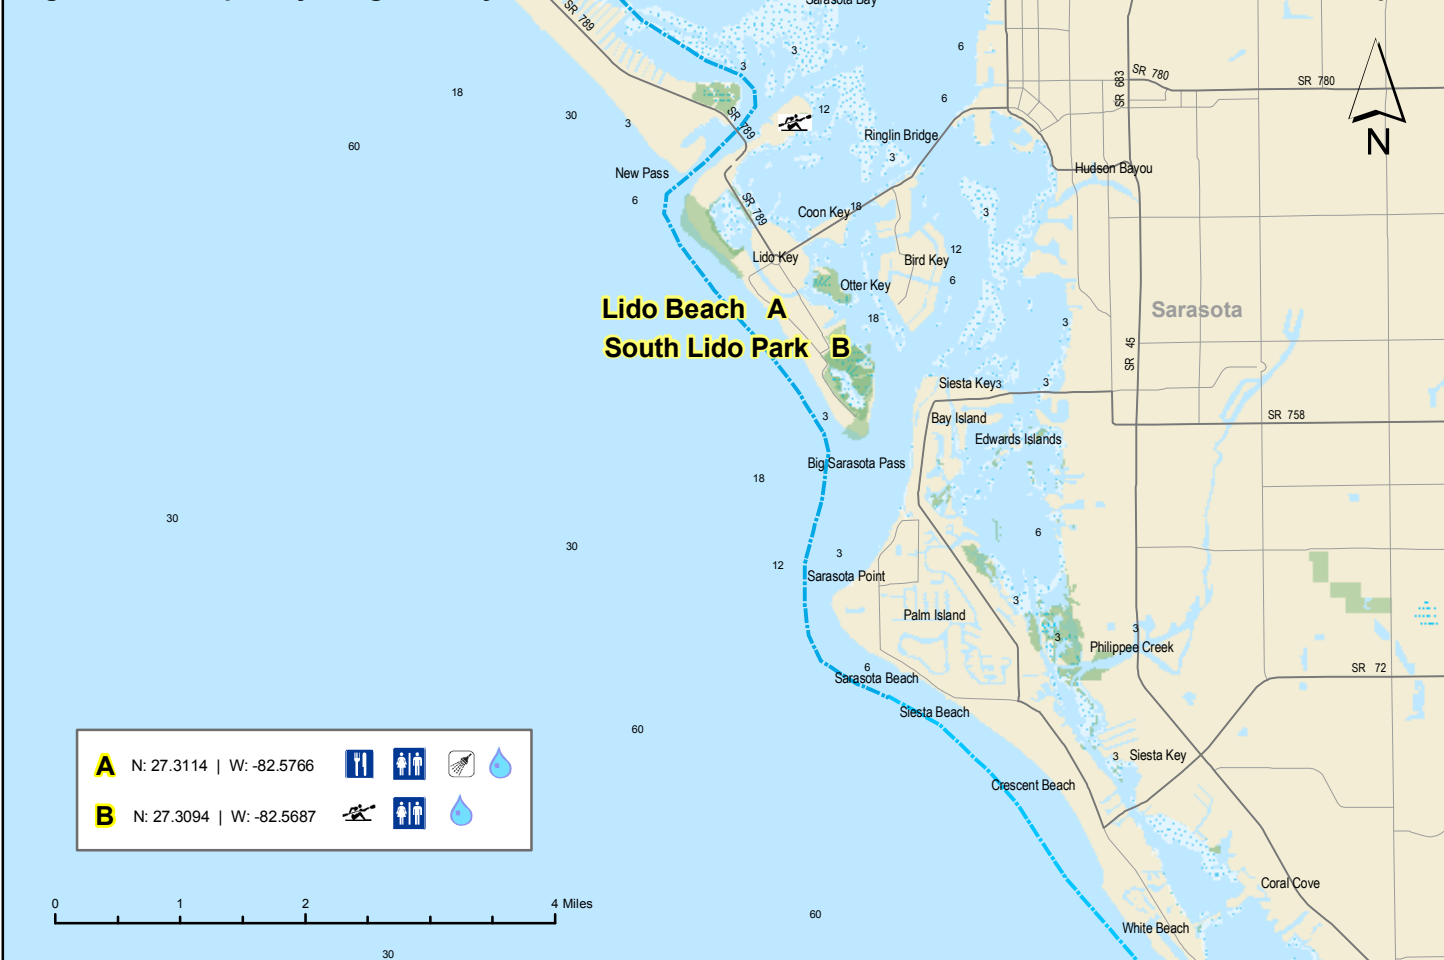 Sarasota Bay
SR 789
3
6
3
SR 683
SR 780
SR 780
18
30
3
60
12
6
SR 789
Ringlin Bridge
3
N
New Pass
Hudson Bayou
6
SR 789
Coon Key
18
3
12
Lido Key
Bird Key
Otter Key
6
Lido Beach A
18
3
Sarasota
South Lido Park B
SR 45
Siesta Key
3
3
3
Bay Island
SR 758
Edwards Islands
Big Sarasota Pass
18
30
30
6
3
12
Sarasota Point
3
Palm Island
3
3
Philippee Creek
6
SR 72
Sarasota Beach
Siesta Beach
60
3
Siesta Key
A N: 27.3114 | W: -82.5766
Crescent Beach
B N: 27.3094 | W: -82.5687
Coral Cove
0 1 2 4 Miles
60
White Beach
30